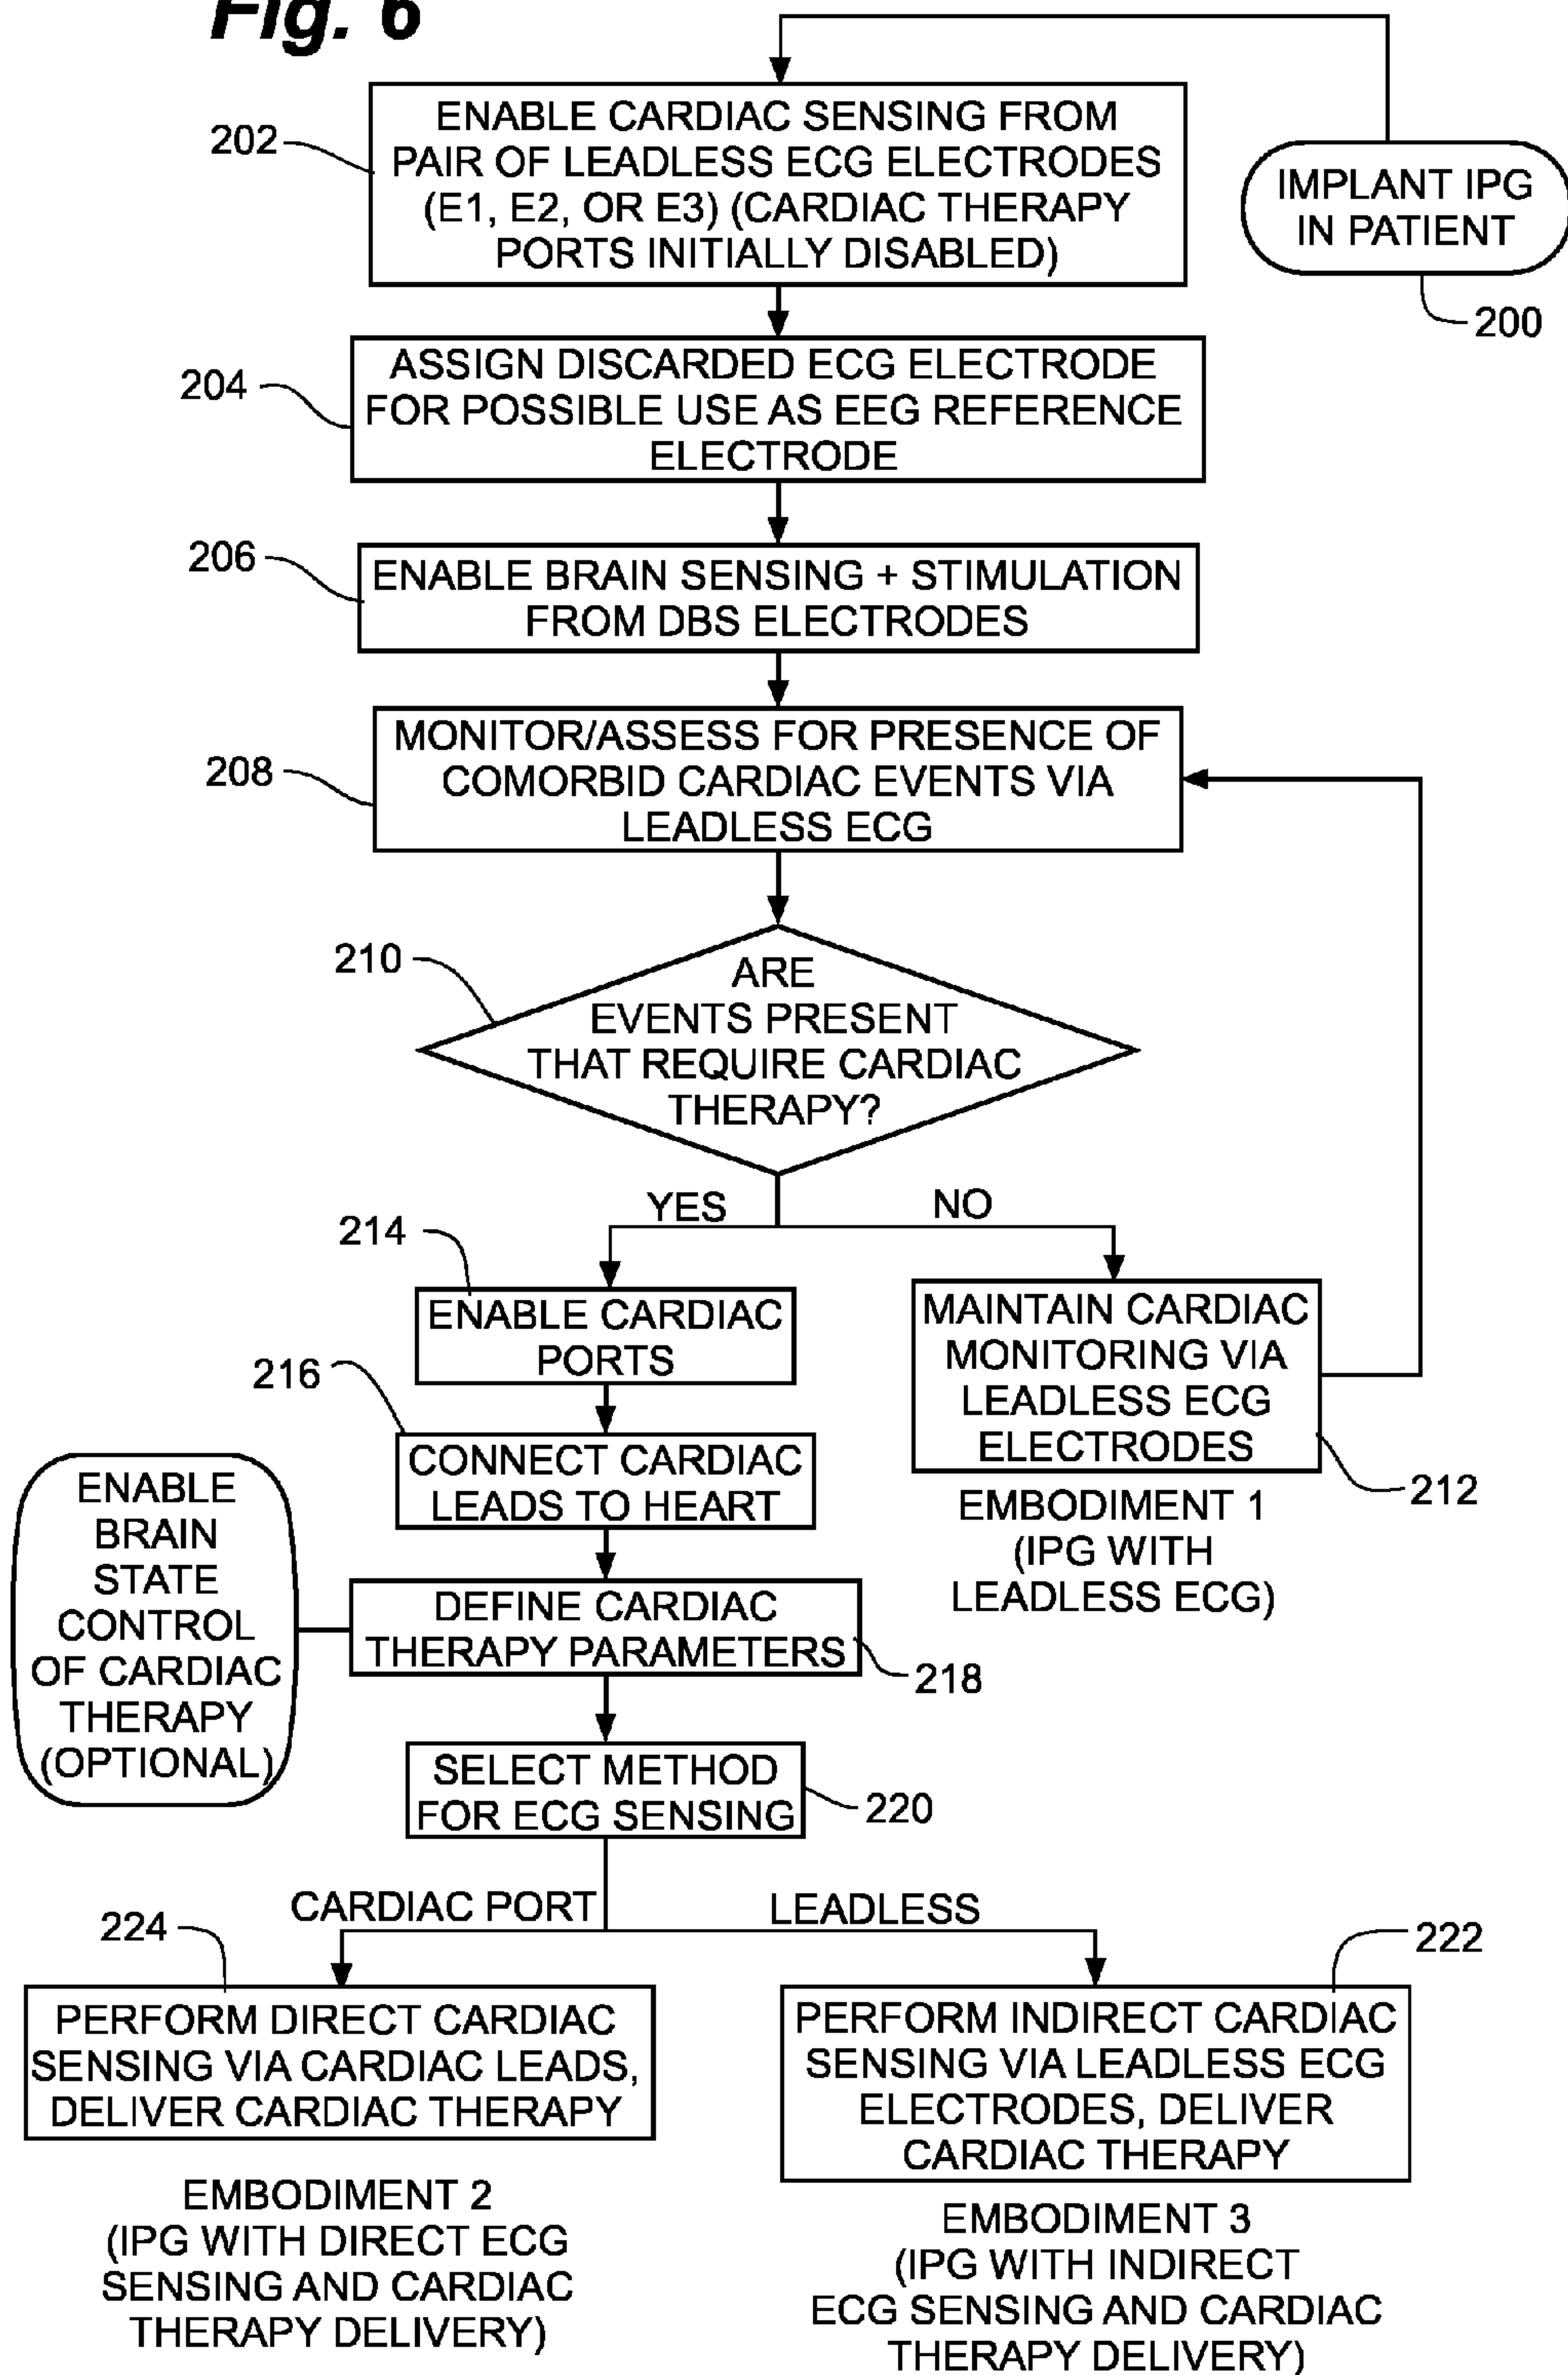 Fig. 6
202
ENABLE CARDIAC SENSING FROM
PAIR OF LEADLESS ECG ELECTRODES
(E1, E2, OR E3) (CARDIAC THERAPY
PORTS INITIALLY DISABLED)
IMPLANT IPG
IN PATIENT
200
204
ASSIGN DISCARDED ECG ELECTRODE
FOR POSSIBLE USE AS EEG REFERENCE
ELECTRODE
206
ENABLE BRAIN SENSING + STIMULATION
FROM DBS ELECTRODES
208
MONITOR/ASSESS FOR PRESENCE OF
COMORBID CARDIAC EVENTS VIA
LEADLESS ECG
210
ARE
EVENTS PRESENT
THAT REQUIRE CARDIAC
THERAPY?
YES
NO
214
ENABLE CARDIAC
PORTS
MAINTAIN CARDIAC
MONITORING VIA
LEADLESS ECG
ELECTRODES
212
EMBODIMENT 1
(IPG WITH
LEADLESS ECG)
216
CONNECT CARDIAC
LEADS TO HEART
ENABLE
BRAIN
STATE
CONTROL
OF CARDIAC
THERAPY
(OPTIONAL)
DEFINE CARDIAC
THERAPY PARAMETERS
218
SELECT METHOD
FOR ECG SENSING
220
CARDIAC PORT
LEADLESS
224
PERFORM DIRECT CARDIAC
SENSING VIA CARDIAC LEADS,
DELIVER CARDIAC THERAPY
EMBODIMENT 2
(IPG WITH DIRECT ECG
SENSING AND CARDIAC
THERAPY DELIVERY)
222
PERFORM INDIRECT CARDIAC
SENSING VIA LEADLESS ECG
ELECTRODES, DELIVER
CARDIAC THERAPY
EMBODIMENT 3
(IPG WITH INDIRECT
ECG SENSING AND CARDIAC
THERAPY DELIVERY)